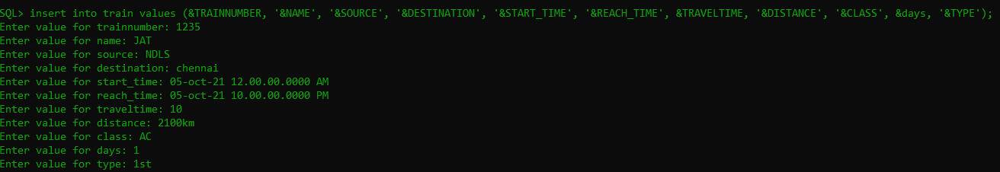 SQL> insert into train values (&TRAINNUMBER, '&NAME', '&SOURCE', '&DESTINATION', '&START_TIME', '&REACH_TIME', &TRAVELTIME, '&DISTANCE', '&CLASS', &days, '&TYPE');
Enter value for trainnumber: 1235
Enter value for name: JAT
Enter value for source: NDLS
Enter value for destination: chennai
Enter value for start_time: 05-oct-21 12.00.00.0000 AM
Enter value for reach_time: 05-oct-21 10.00.00.0000 PM
Enter value for traveltime: 10
Enter value for distance: 2100km
Enter value for class: AC
Enter value for days: 1
Enter value for type: 1st